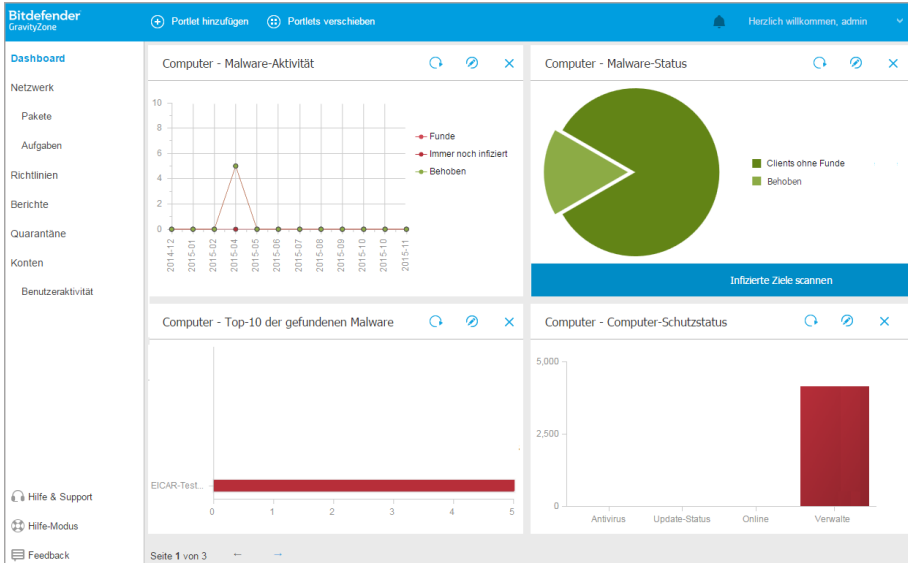 Bitdefender
GravityZone
Portlet hinzufügen
Portlets verschieben
Herzlich willkommen, admin
Dashboard
Netzwerk
Pakete
Aufgaben
Richtlinien
Berichte
Quarantäne
Konten
Benutzeraktivität
Hilfe & Support
Hilfe-Modus
Feedback
Computer - Malware-Aktivität
10
8
6
4
2
0
2014-12
2015-01
2015-02
2015-04
2015-05
2015-06
2015-07
2015-08
2015-09
2015-10
2015-10
2015-11
Funde
Immer noch infiziert
Behoben
Computer - Malware-Status
Clients ohne Funde
Behoben
Infizierte Ziele scannen
Computer - Top-10 der gefundenen Malware
EICAR-Test...
0 1 2 3 4 5
Computer - Computer-Schutzstatus
5,000
2,500
0
Antivirus Update-Status Online Verwalte
Seite 1 von 3 ← →